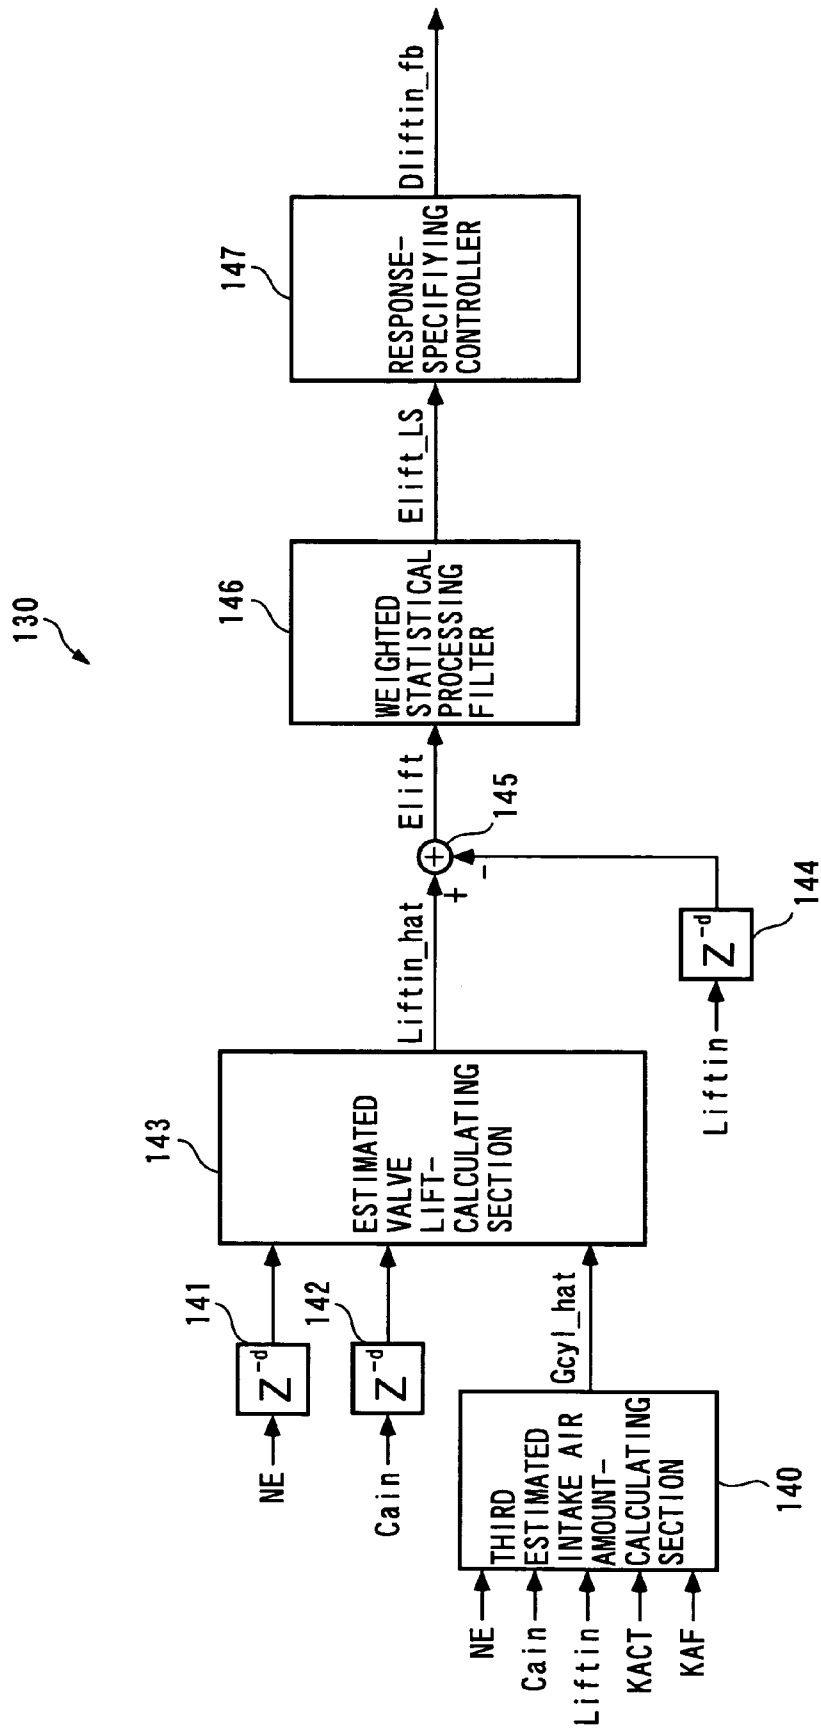 130
NE
Cain
Liftin
KACT
KAF
THIRD
ESTIMATED
INTAKE AIR
AMOUNT-
CALCULATING
SECTION
140
Gcyl_hat
NE
Z-d
141
Cain
Z-d
142
ESTIMATED
VALVE
LIFT-
CALCULATING
SECTION
143
Liftin_hat
+
-
+
145
Liftin
Z-d
144
Elift
WEIGHTED
STATISTICAL
PROCESSING
FILTER
146
Elift_LS
RESPONSE-
SPECIFIYING
CONTROLLER
147
Dliftin_fb